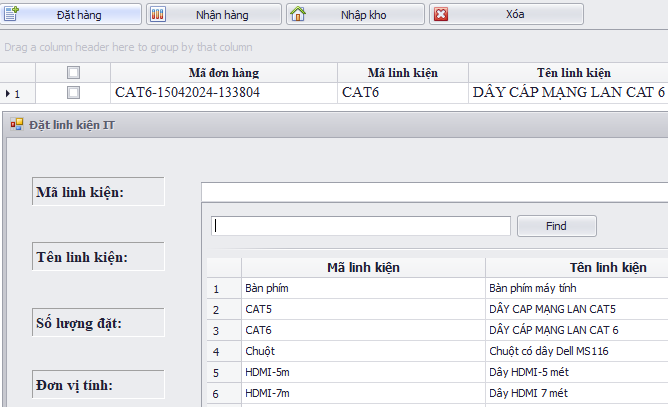 Đặt hàng Nhận hàng Nhập kho Xóa
Drag a column header here to group by that column
Mã đơn hàng Mã linh kiện Tên linh kiện
1 CAT6-15042024-133804 CAT6 DÂY CÁP MẠNG LAN CAT 6
Đặt linh kiện IT
Mã linh kiện:
Find
Tên linh kiện:
Mã linh kiện Tên linh kiện
1 Bàn phím Bàn phím máy tính
2 CAT5 DÂY CAP MẠNG LAN CAT5
Số lượng đặt:
3 CAT6 DÂY CÁP MẠNG LAN CAT 6
4 Chuột Chuột có dây Dell MS116
5 HDMI-5m Dây HDMI-5 mét
Đơn vị tính:
6 HDMI-7m Dây HDMI 7 mét